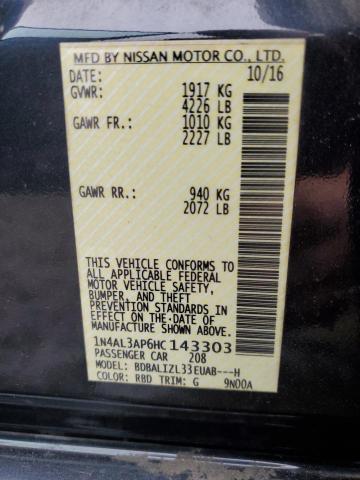 MFD BY NISSAN MOTOR CO., LTD.
DATE: 10/16
GVWR: 1917 KG
4226 LB
GAWR FR.: 1010 KG
2227 LB
GAWR RR.: 940 KG
2072 LB
THIS VEHICLE CONFORMS TO
ALL APPLICABLE FEDERAL
MOTOR VEHICLE SAFETY,
BUMPER, AND THEFT
PREVENTION STANDARDS IN
EFFECT ON THE DATE OF
MANUFACTURE SHOWN ABOVE.
1N4AL3AP6HC 143303
PASSENGER CAR 208
BDBALIZL33EUAB---H
COLOR: RBD TRIM: G 9N00A